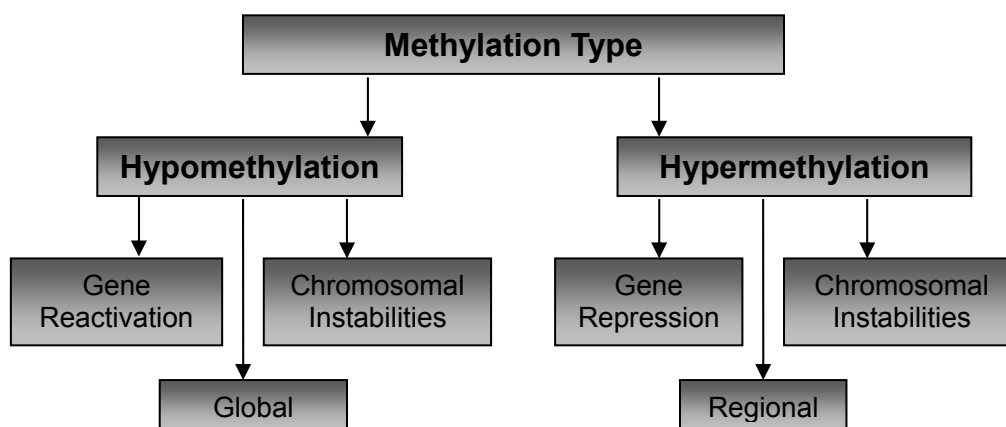 Methylation Type
Hypomethylation
Hypermethylation
Gene
Reactivation
Chromosomal
Instabilities
Gene
Repression
Chromosomal
Instabilities
Global
Regional